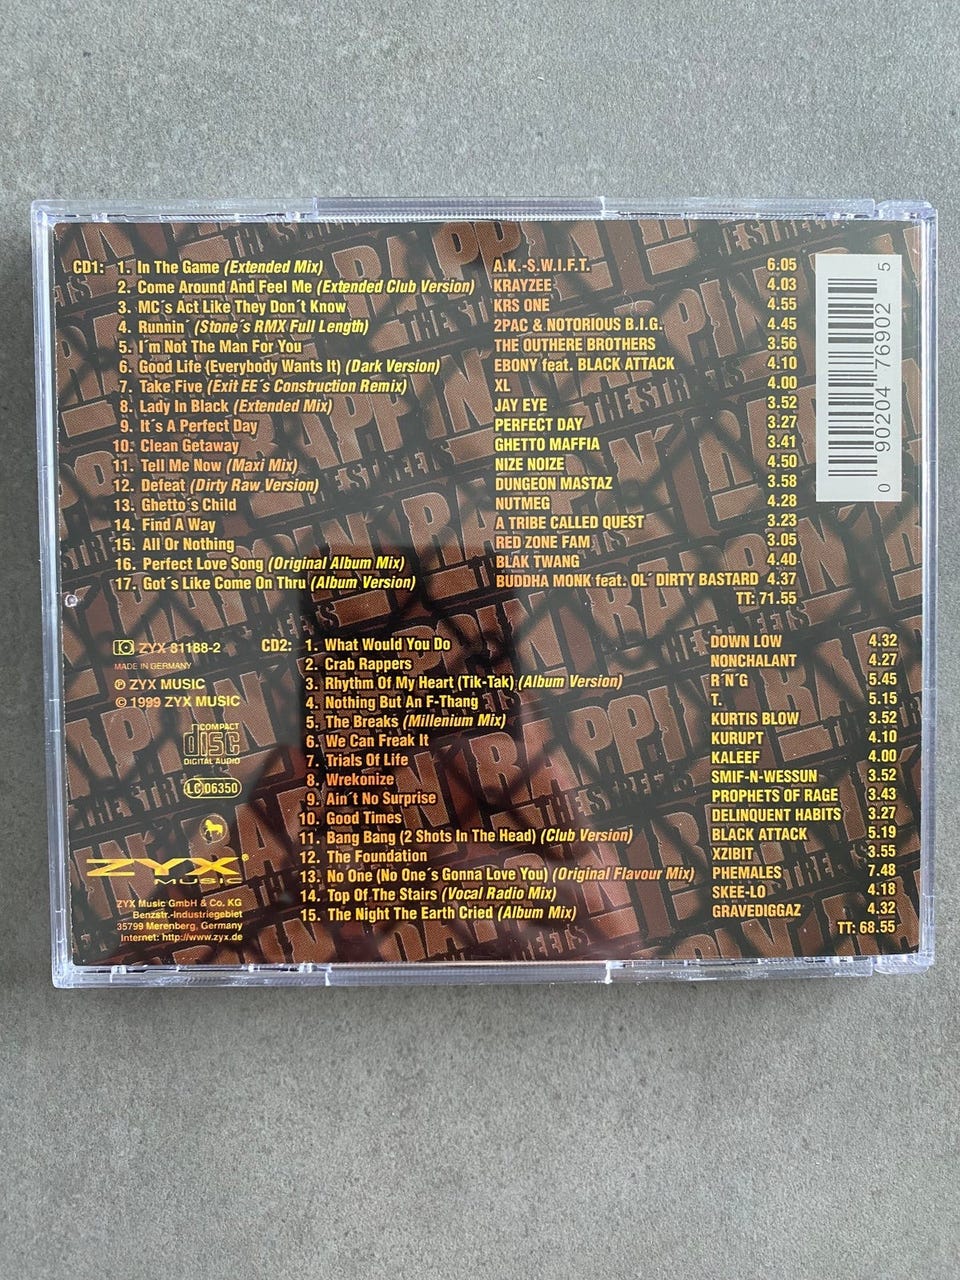 CD1: 1. In The Game (Extended Mix) A.K.-S.W.I.F.T. 6.05
2. Come Around And Feel Me (Extended Club Version) KRAYZEE 4.03
3. MC´s Act Like They Don´t Know KRS ONE 4.55
4. Runnin´ (Stone´s RMX Full Length) 2PAC & NOTORIOUS B.I.G. 4.45
5. I´m Not The Man For You THE OUTHERE BROTHERS 3.56
6. Good Life (Everybody Wants It) (Dark Version) EBONY feat. BLACK ATTACK 4.10
7. Take Five (Exit EE´s Construction Remix) XL 4.00
8. Lady In Black (Extended Mix) JAY EYE 3.52
9. It´s A Perfect Day PERFECT DAY 3.27
10. Clean Getaway GHETTO MAFFIA 3.41
11. Tell Me Now (Maxi Mix) NIZE NOIZE 4.50
12. Defeat (Dirty Raw Version) DUNGEON MASTAZ 3.58
13. Ghetto´s Child NUTMEG 4.28
14. Find A Way A TRIBE CALLED QUEST 3.23
15. All Or Nothing RED ZONE FAM 3.05
16. Perfect Love Song (Original Album Mix) BLAK TWANG 4.40
17. Got´s Like Come On Thru (Album Version) BUDDHA MONK feat. OL´ DIRTY BASTARD 4.37
TT: 71.55
0 90204 76902 5
CD2: 1. What Would You Do DOWN LOW 4.32
2. Crab Rappers NONCHALANT 4.27
3. Rhythm Of My Heart (Tik-Tak) (Album Version) R´N´G 5.45
4. Nothing But An F-Thang T. 5.15
5. The Breaks (Millenium Mix) KURTIS BLOW 3.52
6. We Can Freak It KURUPT 4.10
7. Trials Of Life KALEEF 4.00
8. Wrekonize SMIF-N-WESSUN 3.52
9. Ain´t No Surprise PROPHETS OF RAGE 3.43
10. Good Times DELINQUENT HABITS 3.27
11. Bang Bang (2 Shots In The Head) (Club Version) BLACK ATTACK 5.19
12. The Foundation XZIBIT 3.55
13. No One (No One´s Gonna Love You) (Original Flavour Mix) PHEMALES 7.48
14. Top Of The Stairs (Vocal Radio Mix) SKEE-LO 4.18
15. The Night The Earth Cried (Album Mix) GRAVEDIGGAZ 4.32
TT: 68.55
ZYX 81188-2
MADE IN GERMANY
℗ ZYX MUSIC
© 1999 ZYX MUSIC
COMPACT
disc
DIGITAL AUDIO
LC 06350
ZYX®
MUSIC
ZYX Music GmbH & Co. KG
Benzstr.-Industriegebiet
35799 Merenberg, Germany
Internet: http://www.zyx.de